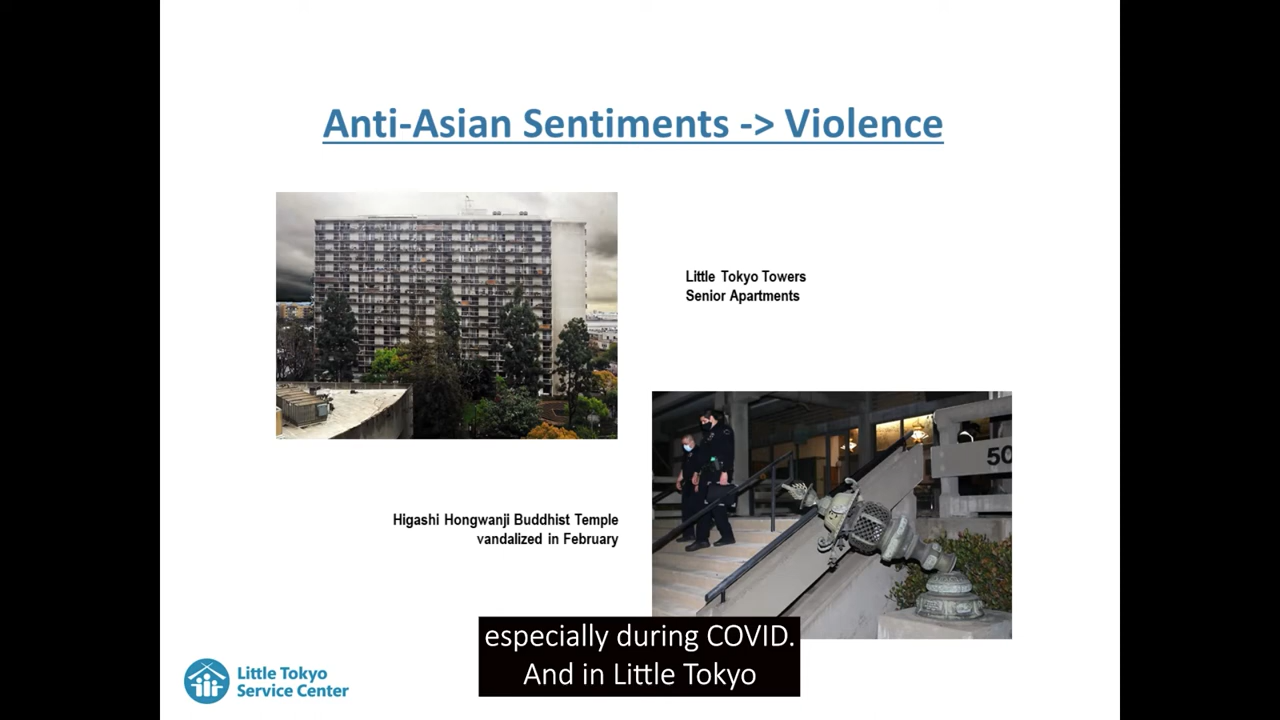 Anti-Asian Sentiments -> Violence
Little Tokyo Towers
Senior Apartments
50
Higashi Hongwanji Buddhist Temple
vandalized in February
especially during COVID.
And in Little Tokyo
Little Tokyo
Service Center